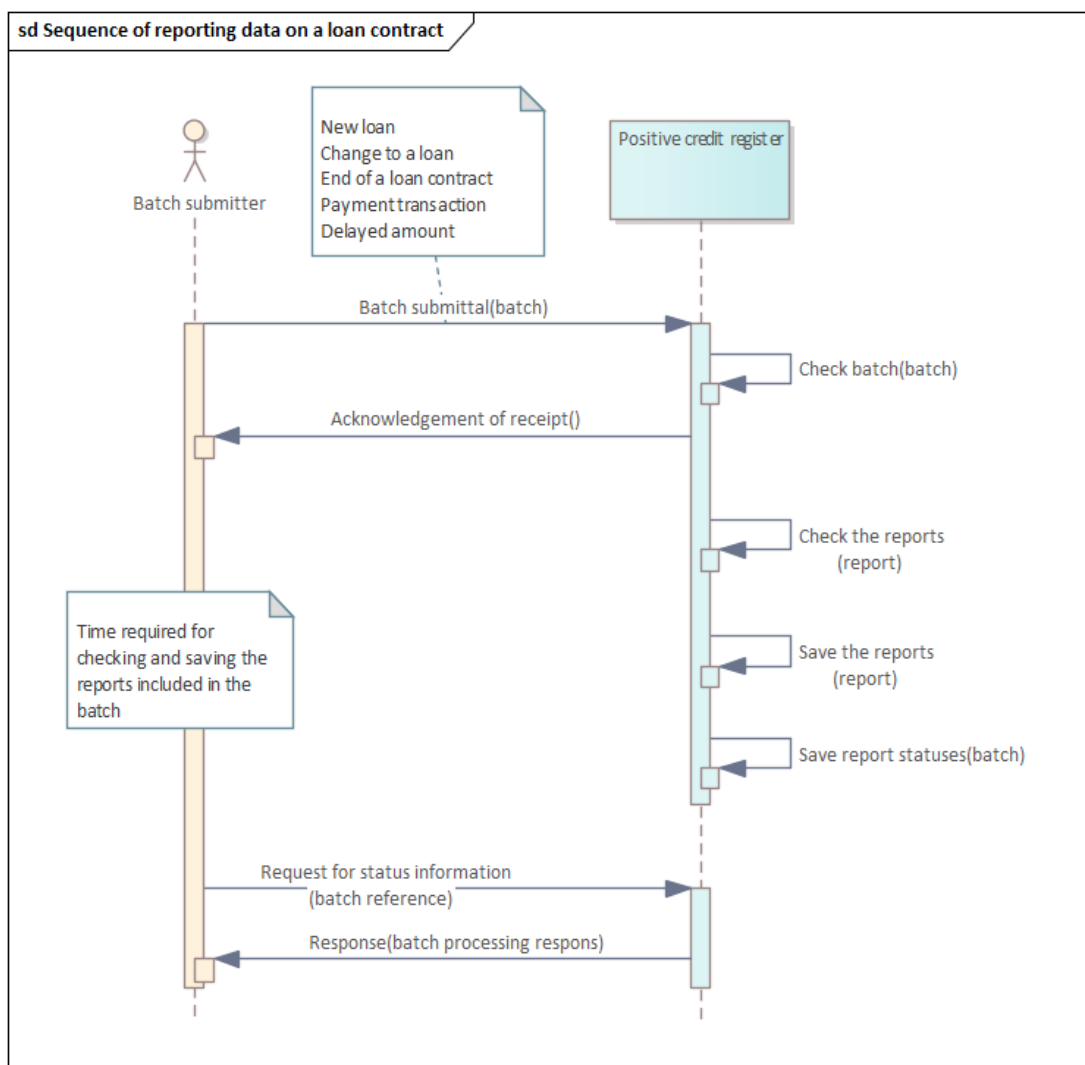 sd Sequence of reporting data on a loan contract
New loan
Change to a loan
End of a loan contract
Payment transaction
Delayed amount
Positive credit register
Batch submitter
Batch submittal(batch)
Check batch(batch)
Acknowledgement of receipt()
Check the reports
(report)
Time required for
checking and saving the
reports included in the
batch
Save the reports
(report)
Save report statuses(batch)
Request for status information
(batch reference)
Response(batch processing respons)